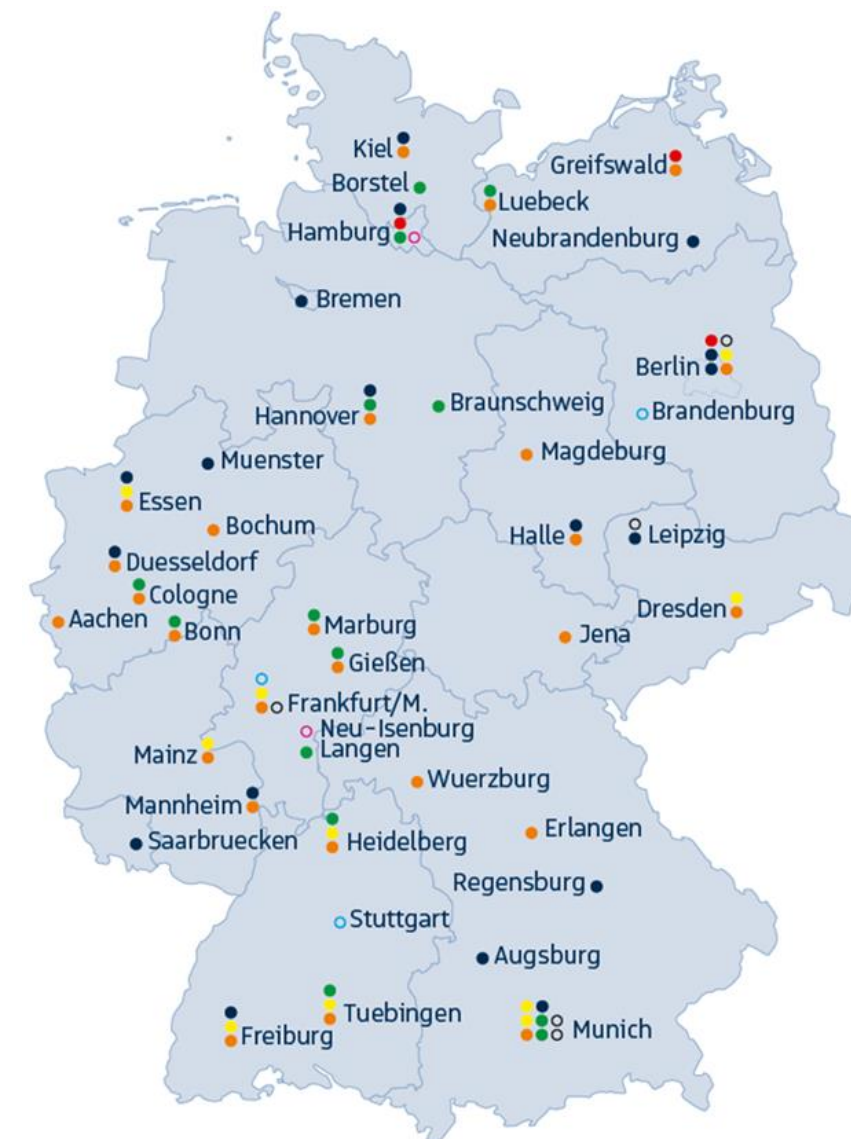 Kiel
Greifswald
Borstel
Luebeck
Hamburg
Neubrandenburg
Bremen
Berlin
Hannover
Braunschweig
Brandenburg
Muenster
Magdeburg
Essen
Bochum
Halle
Leipzig
Duesseldorf
Cologne
Dresden
Aachen
Bonn
Marburg
Jena
Gießen
Frankfurt/M.
Neu-Isenburg
Mainz
Langen
Wuerzburg
Mannheim
Erlangen
Saarbruecken
Heidelberg
Regensburg
Stuttgart
Augsburg
Tuebingen
Munich
Freiburg